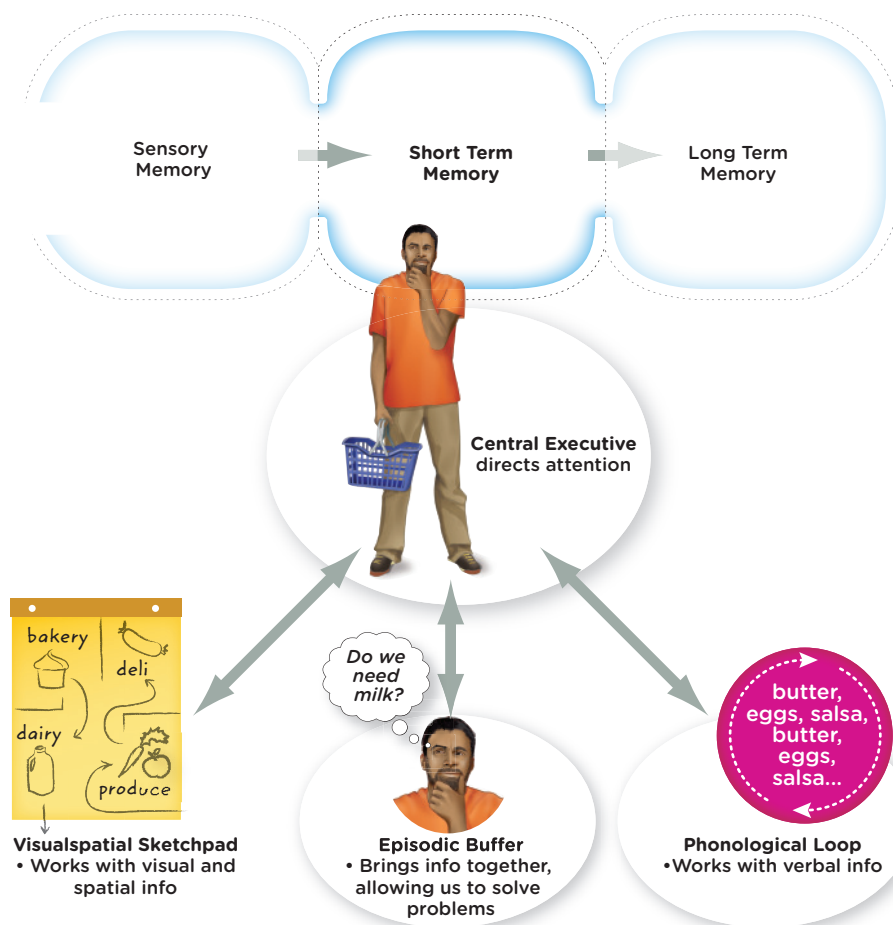 Sensory
Memory
Short Term
Memory
Long Term
Memory
Central Executive
directs attention
bakery
deli
dairy
produce
Do we
need
milk?
butter,
eggs, salsa,
butter,
eggs,
salsa...
Visualspatial Sketchpad
• Works with visual and
spatial info
Episodic Buffer
• Brings info together,
allowing us to solve
problems
Phonological Loop
•Works with verbal info